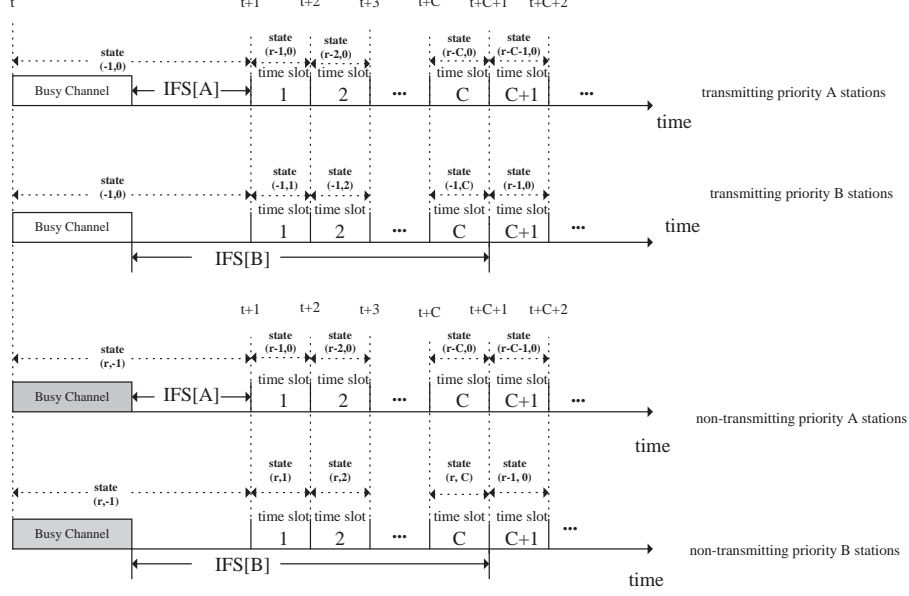 t t+1 t+2 t+3 t+C t+C+1 t+C+2
state state state state state
(-1,0) (r-1,0) (r-2,0) (r-C,0) (r-C-1,0)
Busy Channel IFS[A] time slot time slot time slot time slot
1 2 ... C C+1 ... transmitting priority A stations
time
state state state state state
(-1,0) (-1,1) (-1,2) (-1,C) (r-1,0) transmitting priority B stations
Busy Channel time slot time slot time slot time slot
1 2 ... C C+1 ... time
IFS[B]
t+1 t+2 t+3 t+C t+C+1 t+C+2
state state state state state
(r,-1) (r-1,0) (r-2,0) (r-C,0) (r-C-1,0)
Busy Channel IFS[A] time slot time slot time slot time slot
1 2 ... C C+1 ... non-transmitting priority A stations
time
state state state state state
(r,-1) (r,1) (r,2) (r, C) (r-1, 0)
Busy Channel time slot time slot time slot time slot
1 2 ... C C+1 ... non-transmitting priority B stations
IFS[B]
time